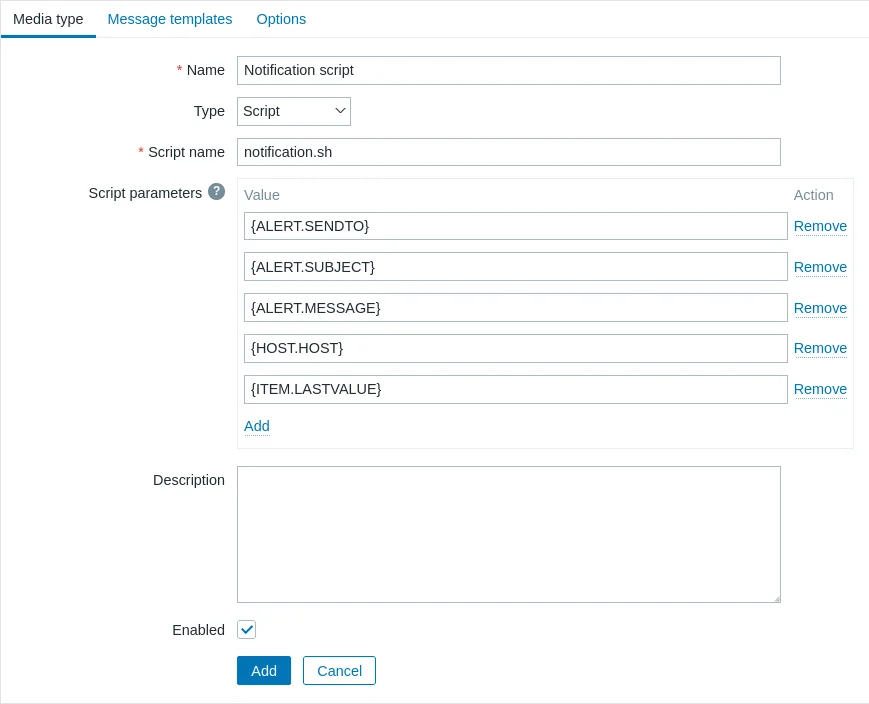 Media type Message templates Options
* Name Notification script
Type Script
* Script name notification.sh
Script parameters ? Value Action
{ALERT.SENDTO} Remove
{ALERT.SUBJECT} Remove
{ALERT.MESSAGE} Remove
{HOST.HOST} Remove
{ITEM.LASTVALUE} Remove
Add
Description
Enabled
Add Cancel